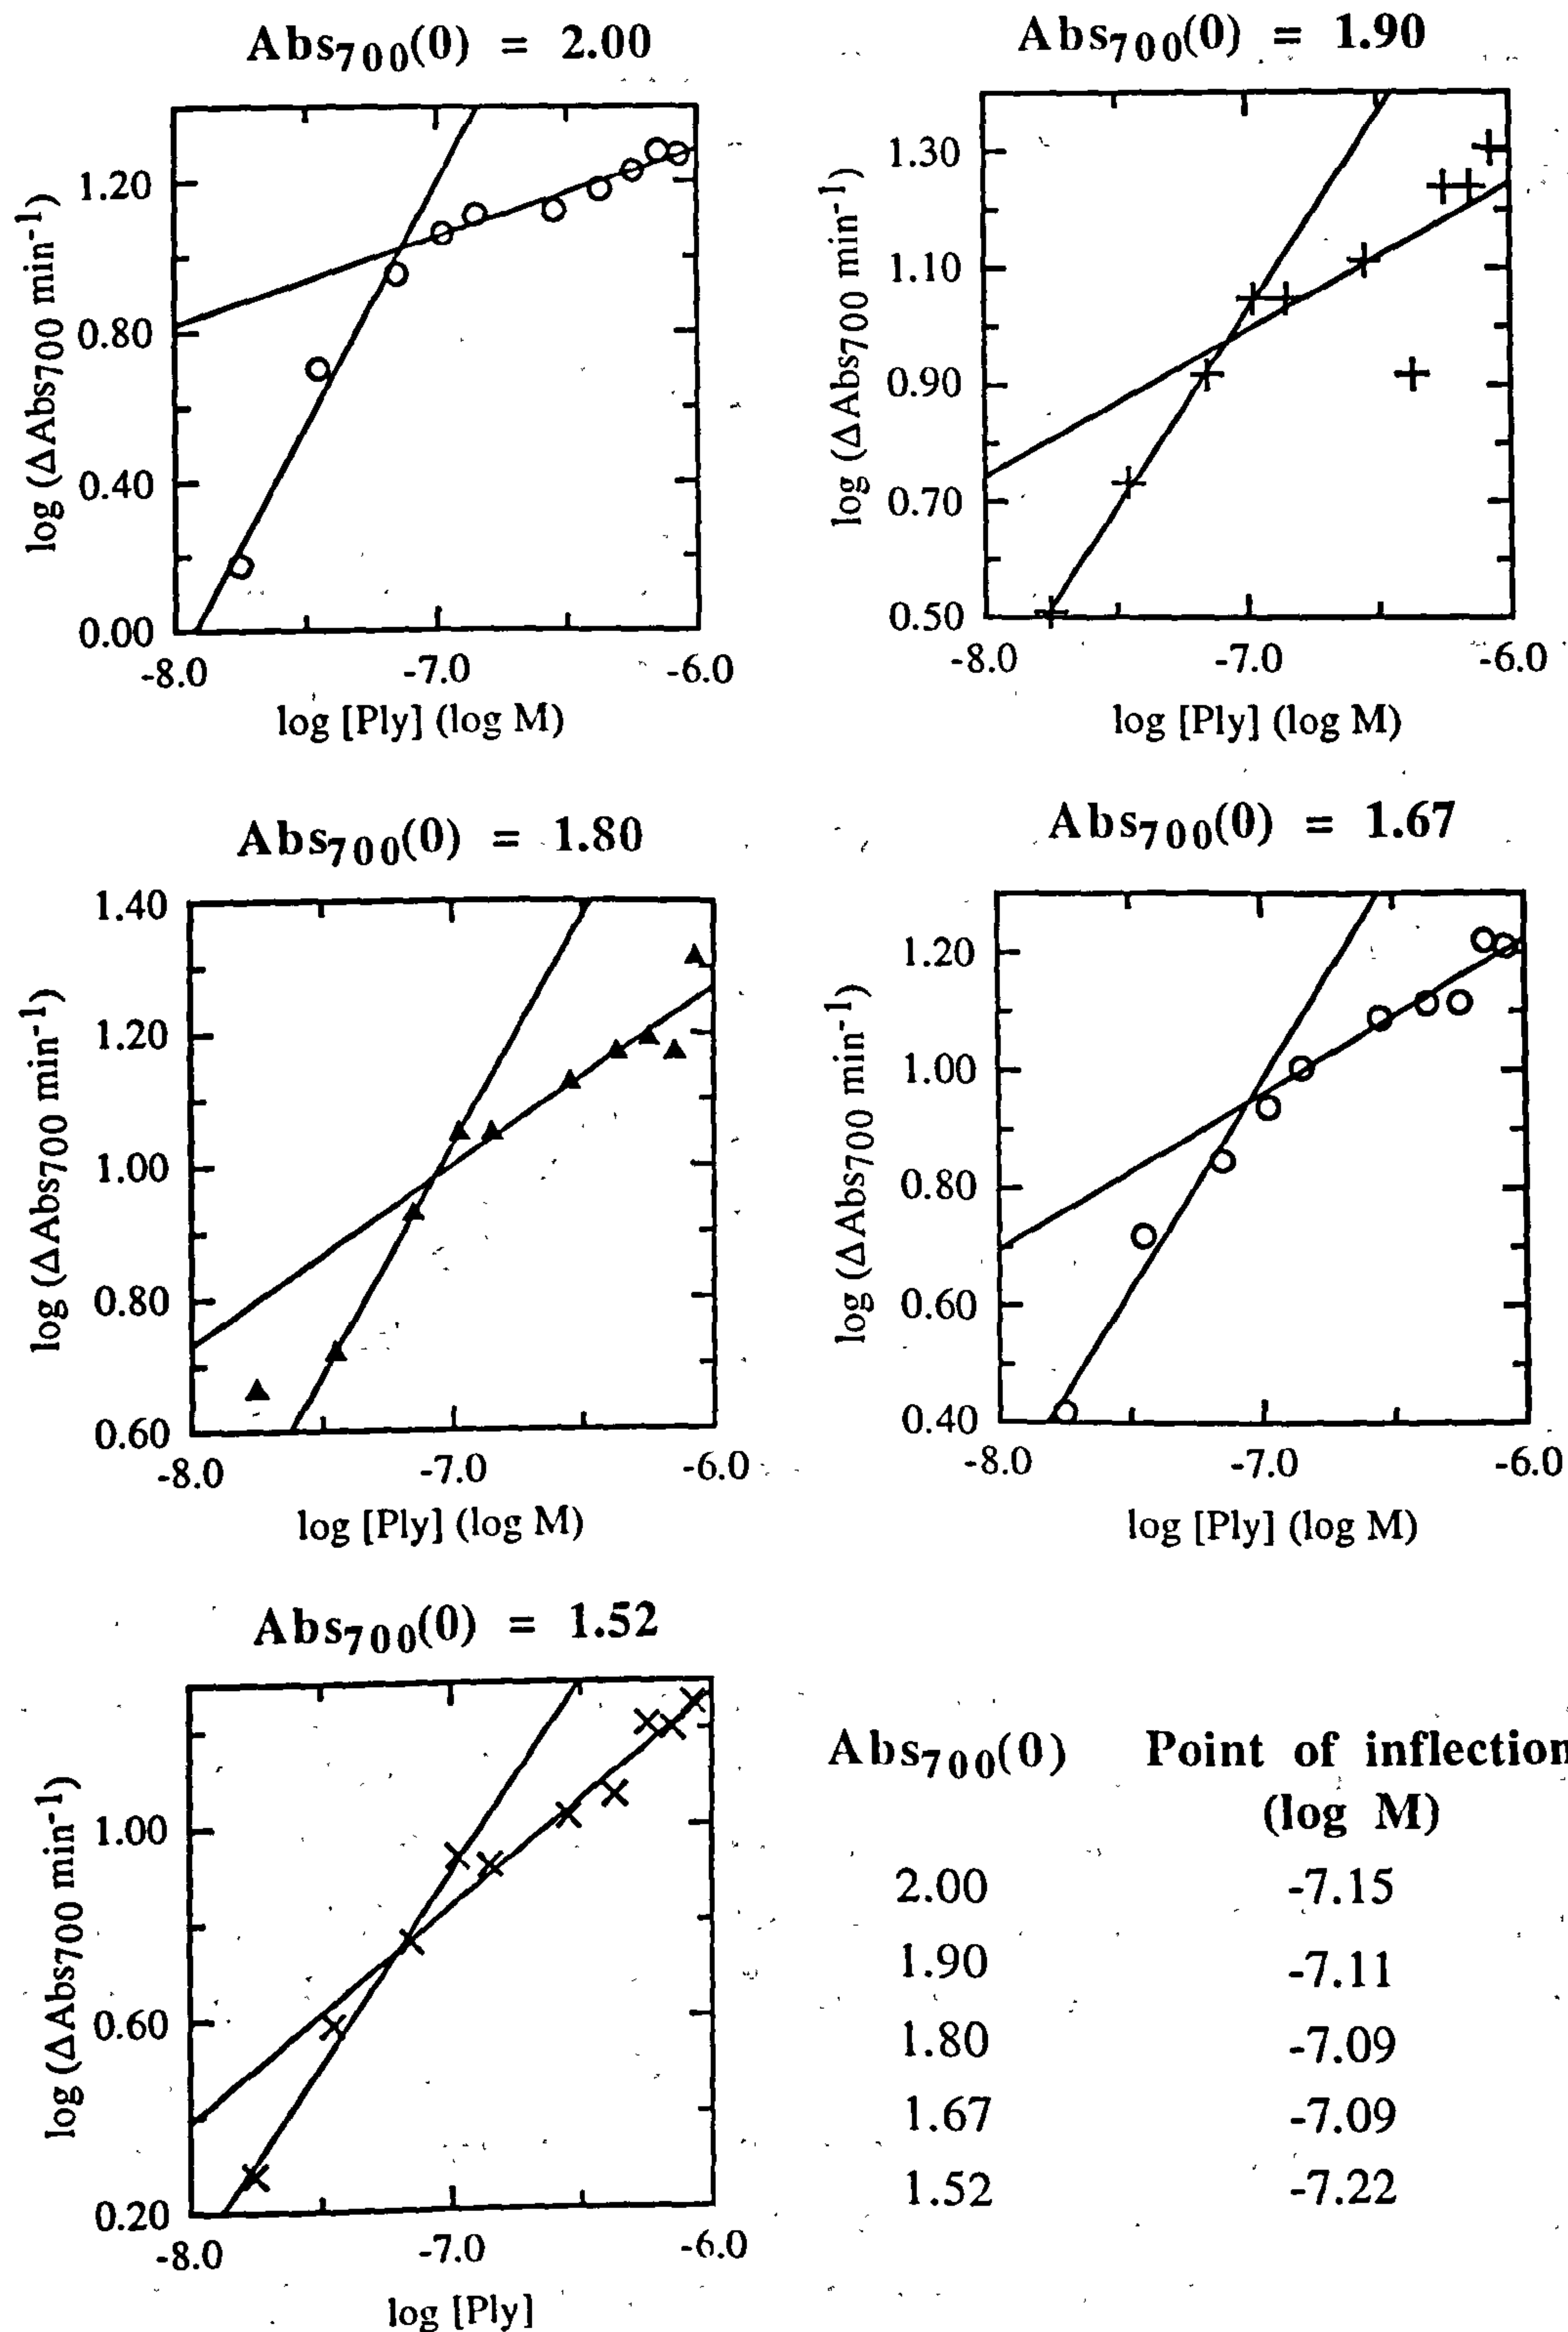 Abs700(0) = 2.00
log (ΔAbs700 min-1)
1.20
0.80
0.40
0.00
-8.0 -7.0 -6.0
log [Ply] (log M)
Abs700(0) = 1.90
log (ΔAbs700 min-1)
1.30
1.10
0.90
0.70
0.50
-8.0 -7.0 -6.0
log [Ply] (log M)
Abs700(0) = 1.80
log (ΔAbs700 min-1)
1.40
1.20
1.00
0.80
0.60
-8.0 -7.0 -6.0
log [Ply] (log M)
Abs700(0) = 1.67
log (ΔAbs700 min-1)
1.20
1.00
0.80
0.60
0.40
-8.0 -7.0 -6.0
log [Ply] (log M)
Abs700(0) = 1.52
log (ΔAbs700 min-1)
1.00
0.60
0.20
-8.0 -7.0 -6.0
log [Ply]
Abs700(0) Point of inflection
(log M)
2.00 -7.15
1.90 -7.11
1.80 -7.09
1.67 -7.09
1.52 -7.22